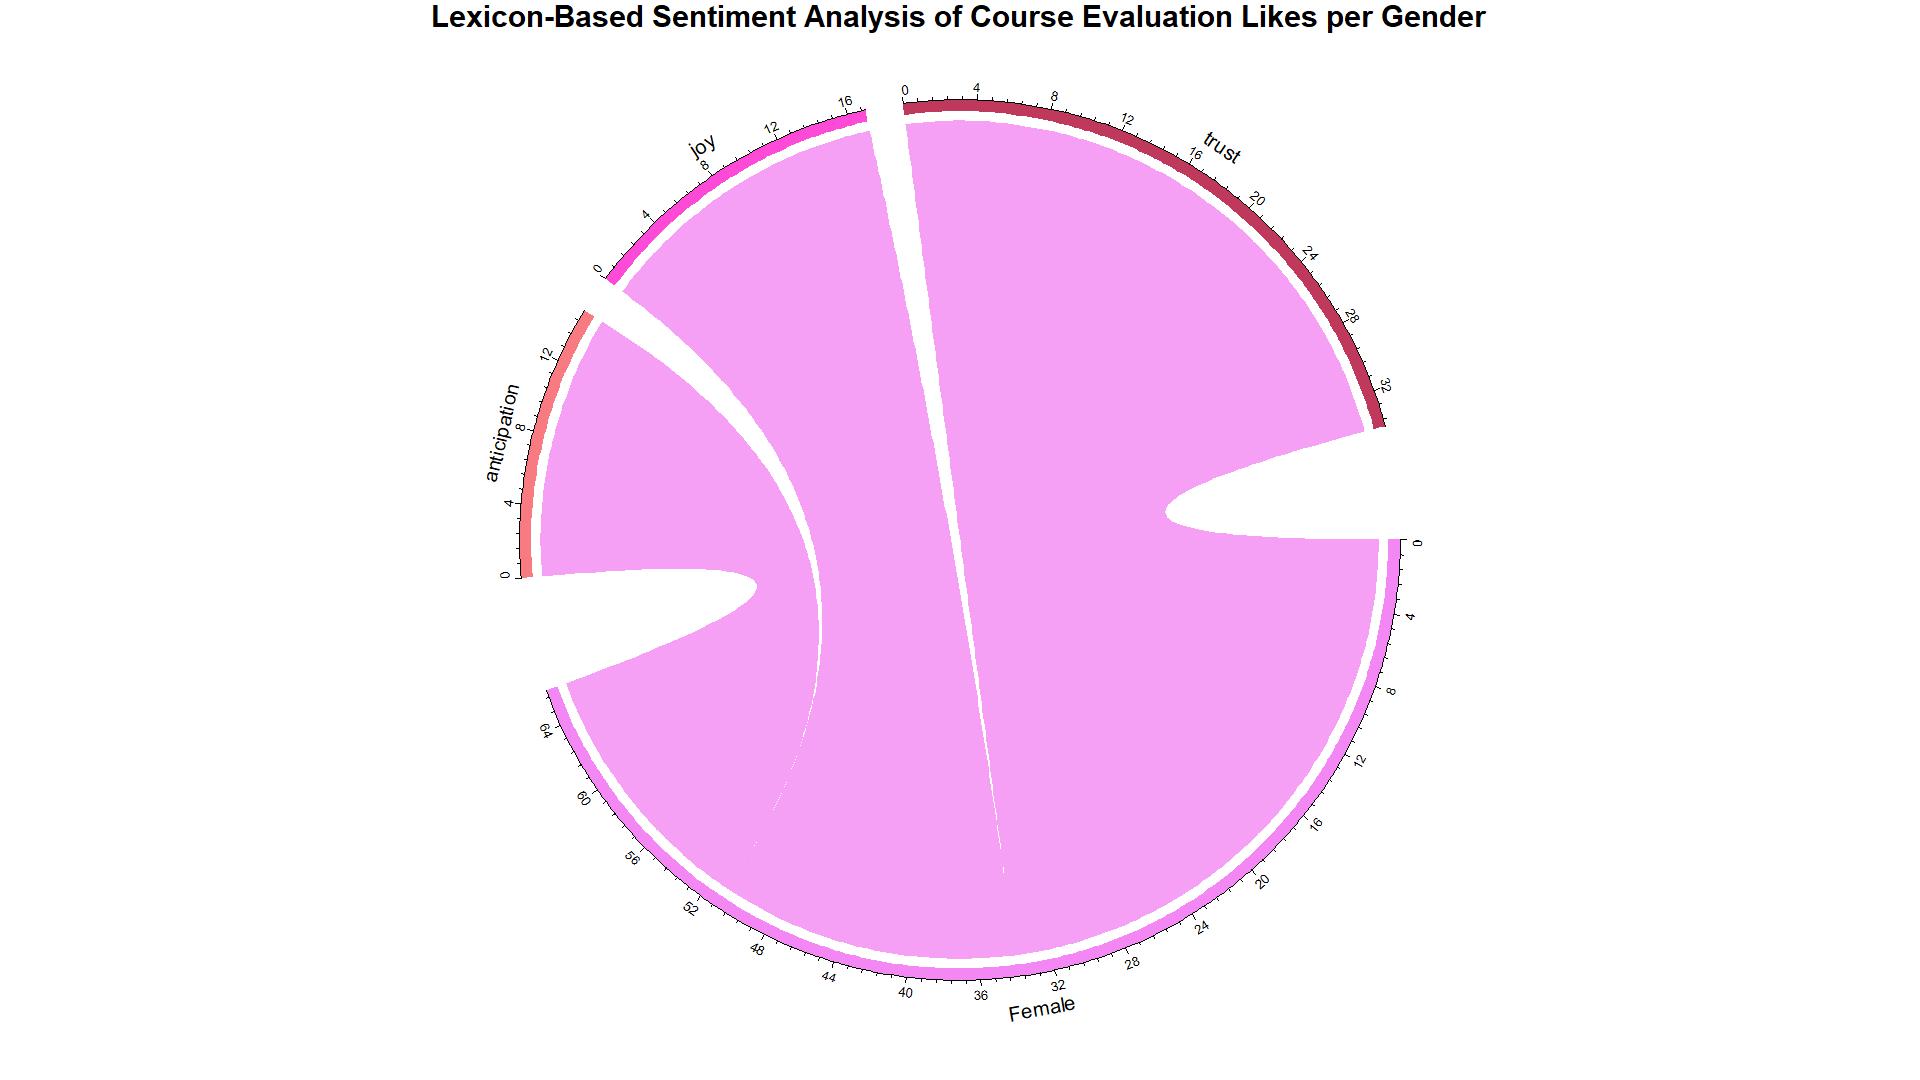 Lexicon-Based Sentiment Analysis of Course Evaluation Likes per Gender
trust
0 4 8 12 16 20 24 28 32
Female
0 4 8 12 16 20 24 28 32 36 40 44 48 52 56 60 64
anticipation
0 4 8 12
joy
0 4 8 12 16